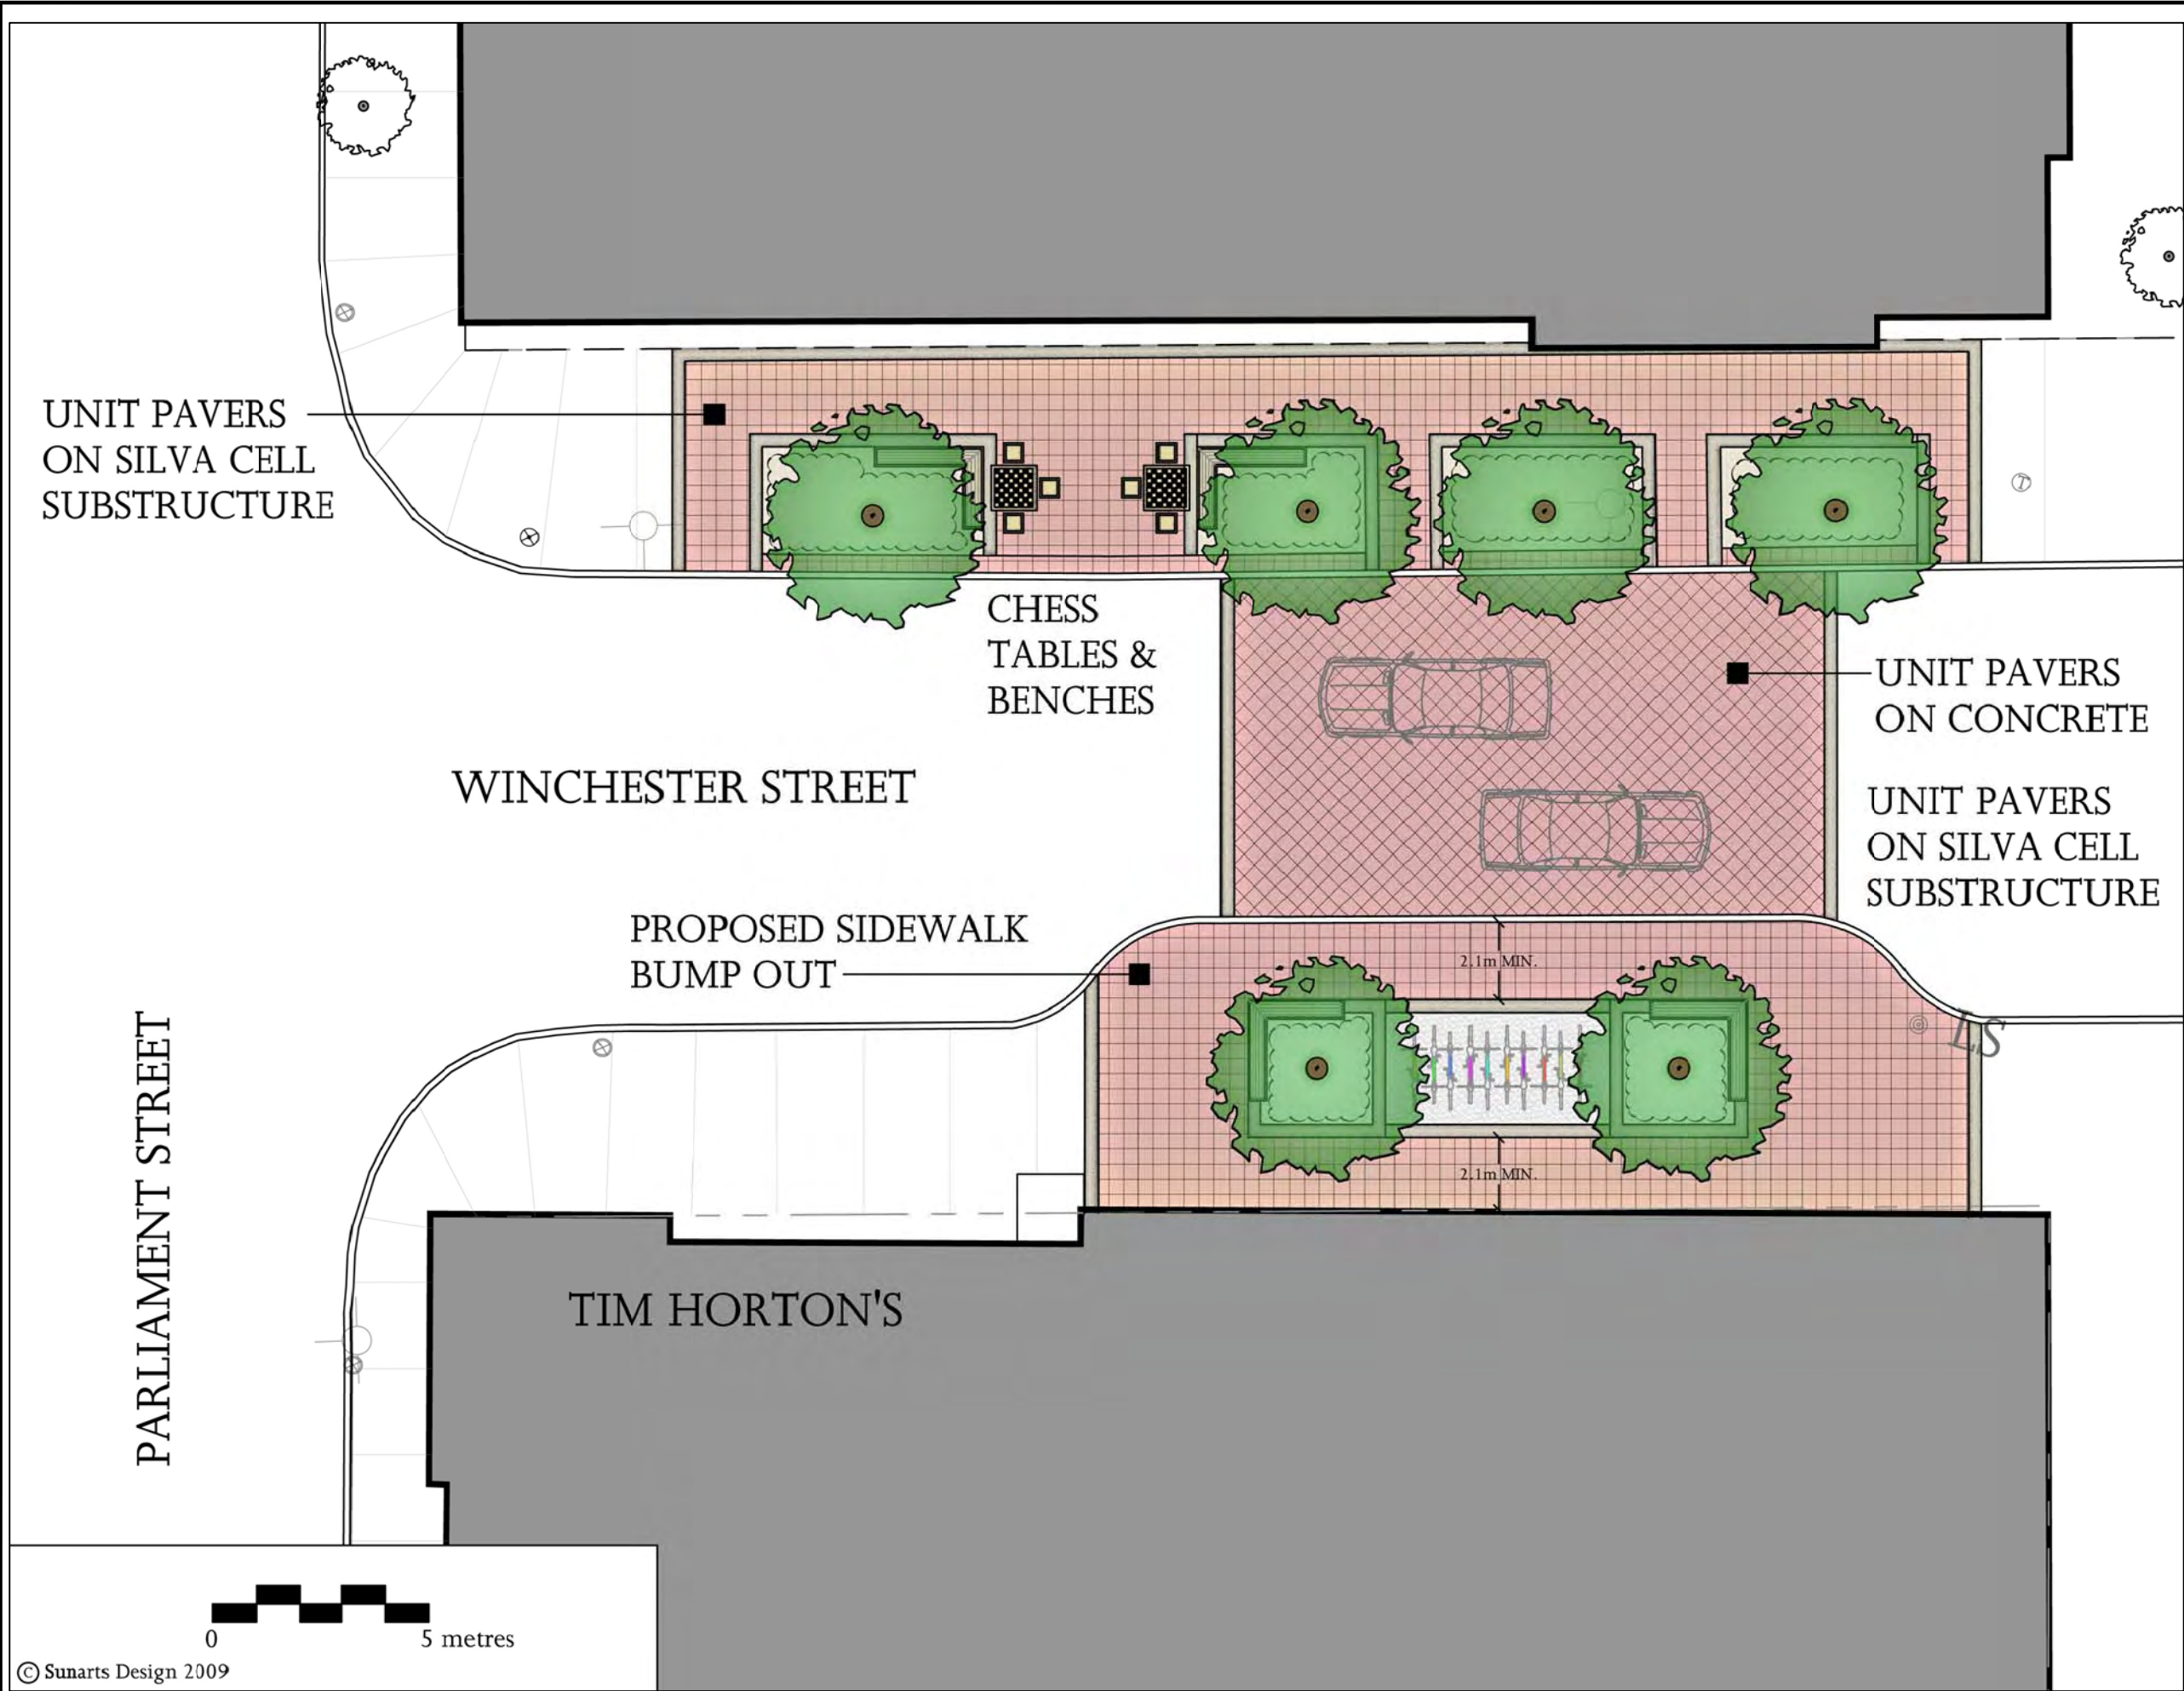 UNIT PAVERS
ON SILVA CELL
SUBSTRUCTURE
CHESS
TABLES &
BENCHES
UNIT PAVERS
ON CONCRETE
WINCHESTER STREET
UNIT PAVERS
ON SILVA CELL
SUBSTRUCTURE
PROPOSED SIDEWALK
BUMP OUT
2.1m MIN.
LS
2.1m MIN.
PARLIAMENT STREET
TIM HORTON'S
0
5 metres
© Sunarts Design 2009
T